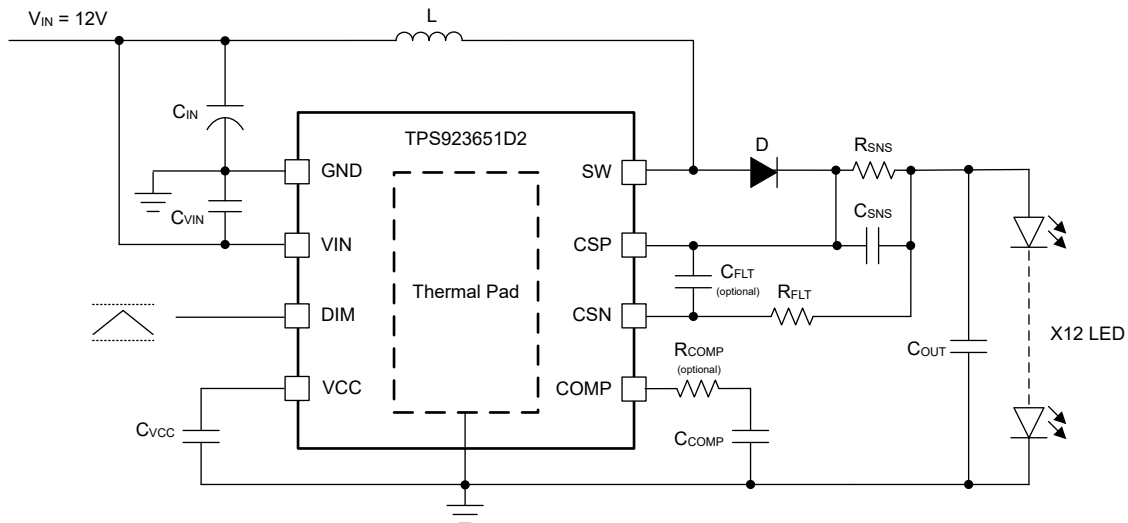 VIN = 12V
L
CIN
TPS923651D2
D
RSNS
GND
SW
CSNS
CVIN
VIN
CSP
CFLT
(optional)
RFLT
Thermal Pad
DIM
CSN
X12 LED
COUT
RCOMP
(optional)
VCC
COMP
CVCC
CCOMP